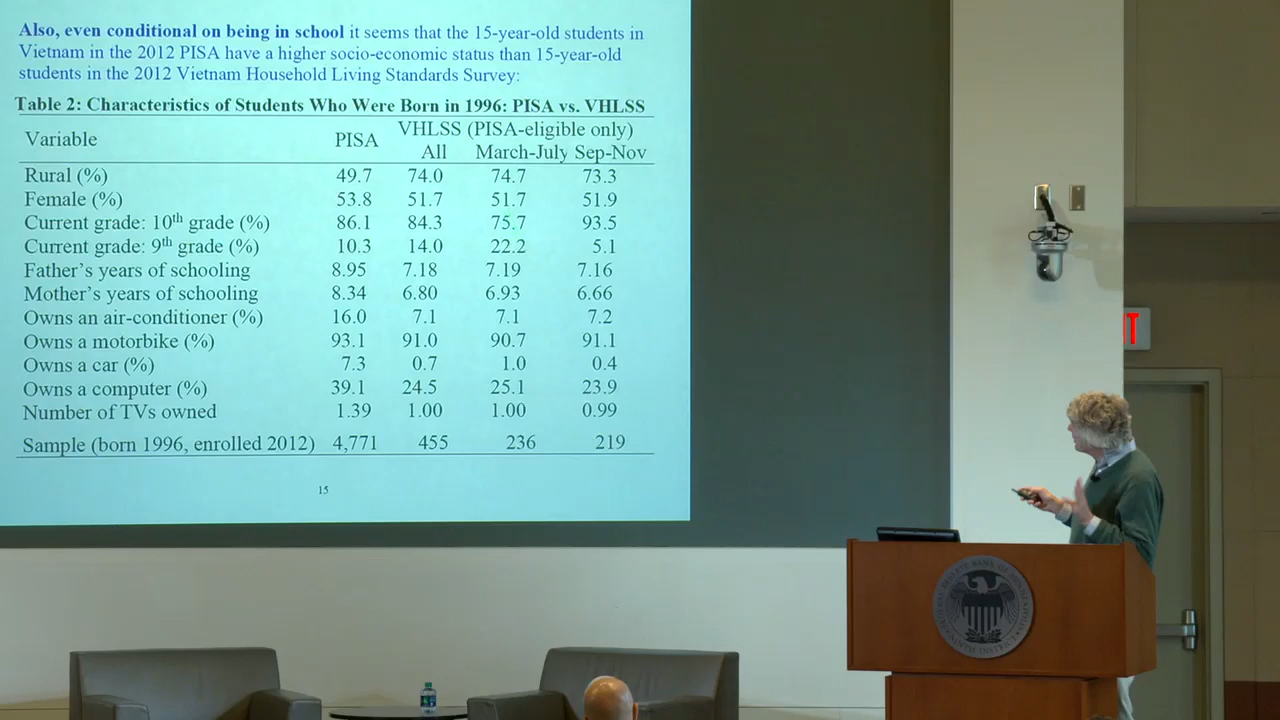 Also, even conditional on being in school it seems that the 15-year-old students in
Vietnam in the 2012 PISA have a higher socio-economic status than 15-year-old
students in the 2012 Vietnam Household Living Standards Survey:
Table 2: Characteristics of Students Who Were Born in 1996: PISA vs. VHLSS
Variable PISA VHLSS (PISA-eligible only)
All March-July Sep-Nov
Rural (%) 49.7 74.0 74.7 73.3
Female (%) 53.8 51.7 51.7 51.9
Current grade: 10th grade (%) 86.1 84.3 75.7 93.5
Current grade: 9th grade (%) 10.3 14.0 22.2 5.1
Father's years of schooling 8.95 7.18 7.19 7.16
Mother's years of schooling 8.34 6.80 6.93 6.66
Owns an air-conditioner (%) 16.0 7.1 7.1 7.2
Owns a motorbike (%) 93.1 91.0 90.7 91.1
Owns a car (%) 7.3 0.7 1.0 0.4
Owns a computer (%) 39.1 24.5 25.1 23.9
Number of TVs owned 1.39 1.00 1.00 0.99
Sample (born 1996, enrolled 2012) 4,771 455 236 219
15
IT
FEDERAL RESERVE BANK OF MINNEAPOLIS
NINTH DISTRICT